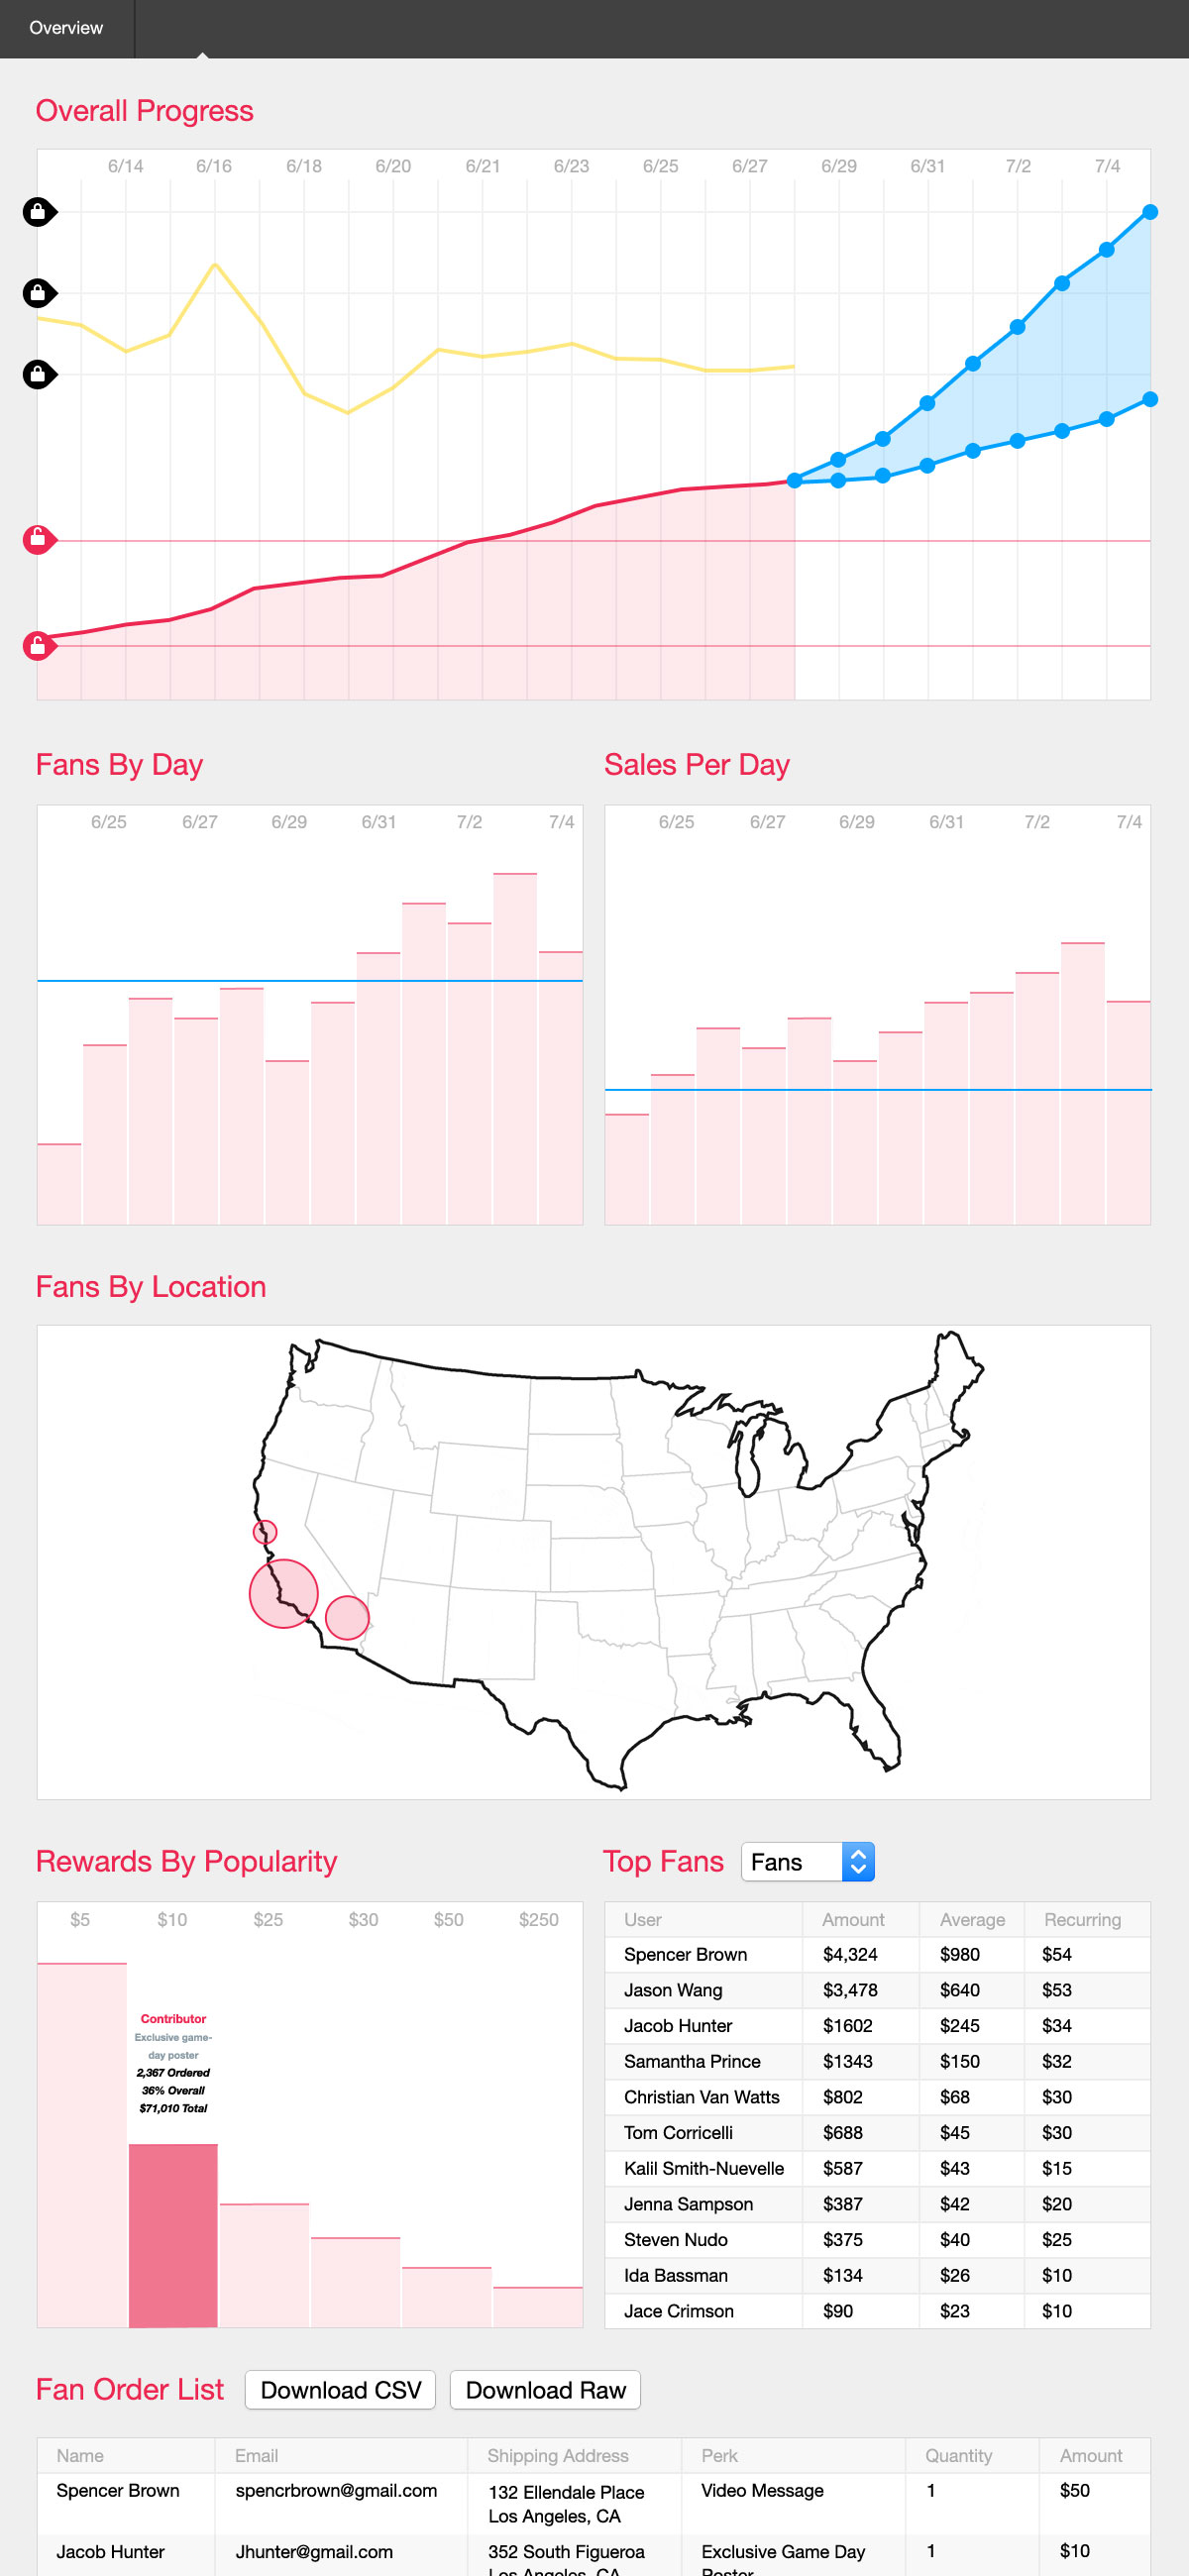 Overview
Overall Progress
6/14 6/16 6/18 6/20 6/21 6/23 6/25 6/27 6/29 6/31 7/2 7/4
Fans By Day
6/25 6/27 6/29 6/31 7/2 7/4
Sales Per Day
6/25 6/27 6/29 6/31 7/2 7/4
Fans By Location
Rewards By Popularity
$5 $10 $25 $30 $50 $250
Contributor
Exclusive game-
day poster
2,367 Ordered
36% Overall
$71,010 Total
Top Fans Fans
User Amount Average Recurring
Spencer Brown $4,324 $980 $54
Jason Wang $3,478 $640 $53
Jacob Hunter $1602 $245 $34
Samantha Prince $1343 $150 $32
Christian Van Watts $802 $68 $30
Tom Corricelli $688 $45 $30
Kalil Smith-Nuevelle $587 $43 $15
Jenna Sampson $387 $42 $20
Steven Nudo $375 $40 $25
Ida Bassman $134 $26 $10
Jace Crimson $90 $23 $10
Fan Order List Download CSV Download Raw
Name Email Shipping Address Perk Quantity Amount
Spencer Brown spencrbrown@gmail.com 132 Ellendale Place Video Message 1 $50
Los Angeles, CA
Jacob Hunter Jhunter@gmail.com 352 South Figueroa Exclusive Game Day 1 $10
Los Angeles, CA Poster